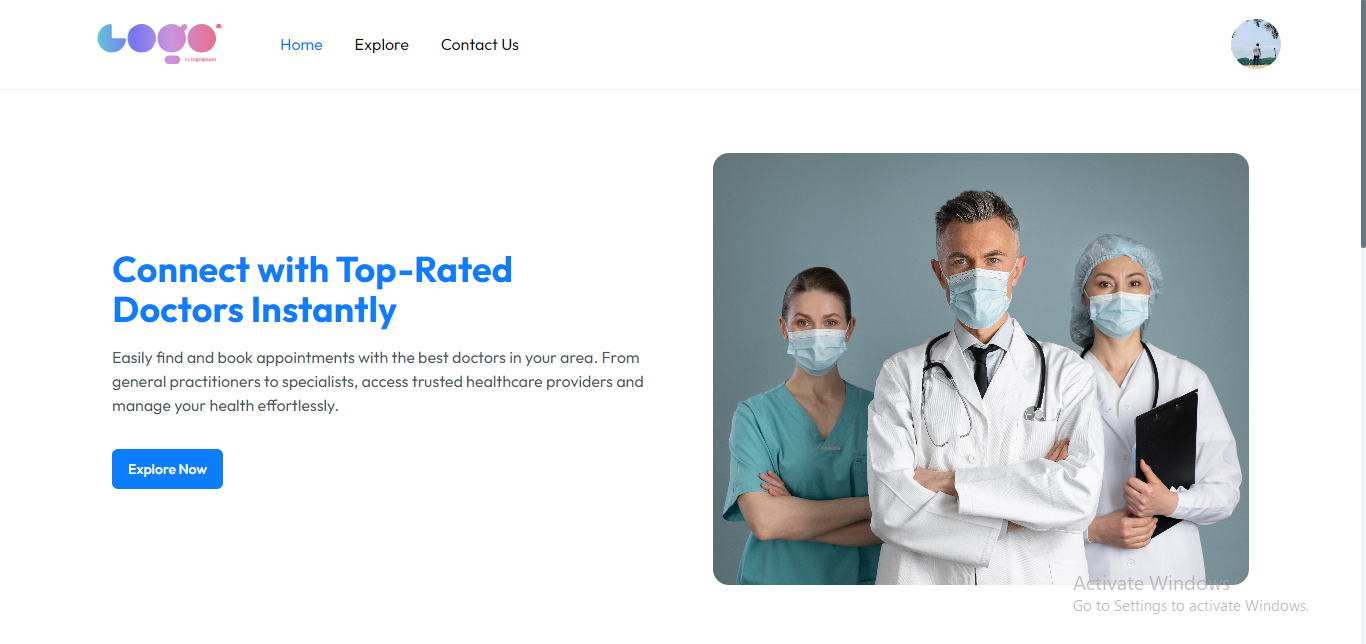 Logo
by logoipsum
Home
Explore
Contact Us
Connect with Top-Rated
Doctors Instantly
Easily find and book appointments with the best doctors in your area. From
general practitioners to specialists, access trusted healthcare providers and
manage your health effortlessly.
Explore Now
Activate Windows
Go to Settings to activate Windows.